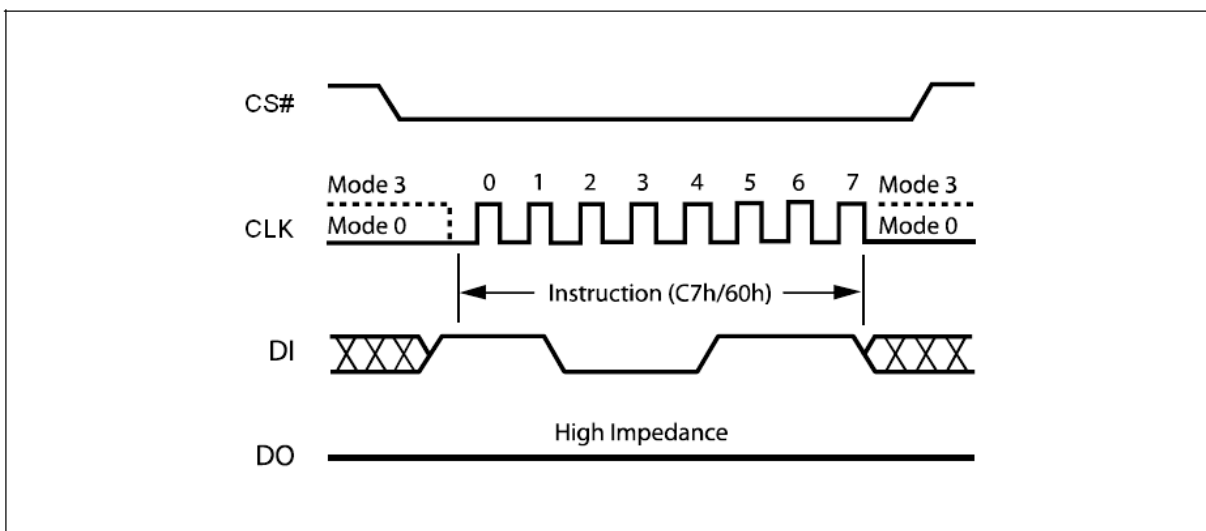 CS#
0 1 2 3 4 5 6 7
Mode 3 Mode 3
CLK
Mode 0 Mode 0
Instruction (C7h/60h)
DI
High Impedance
DO